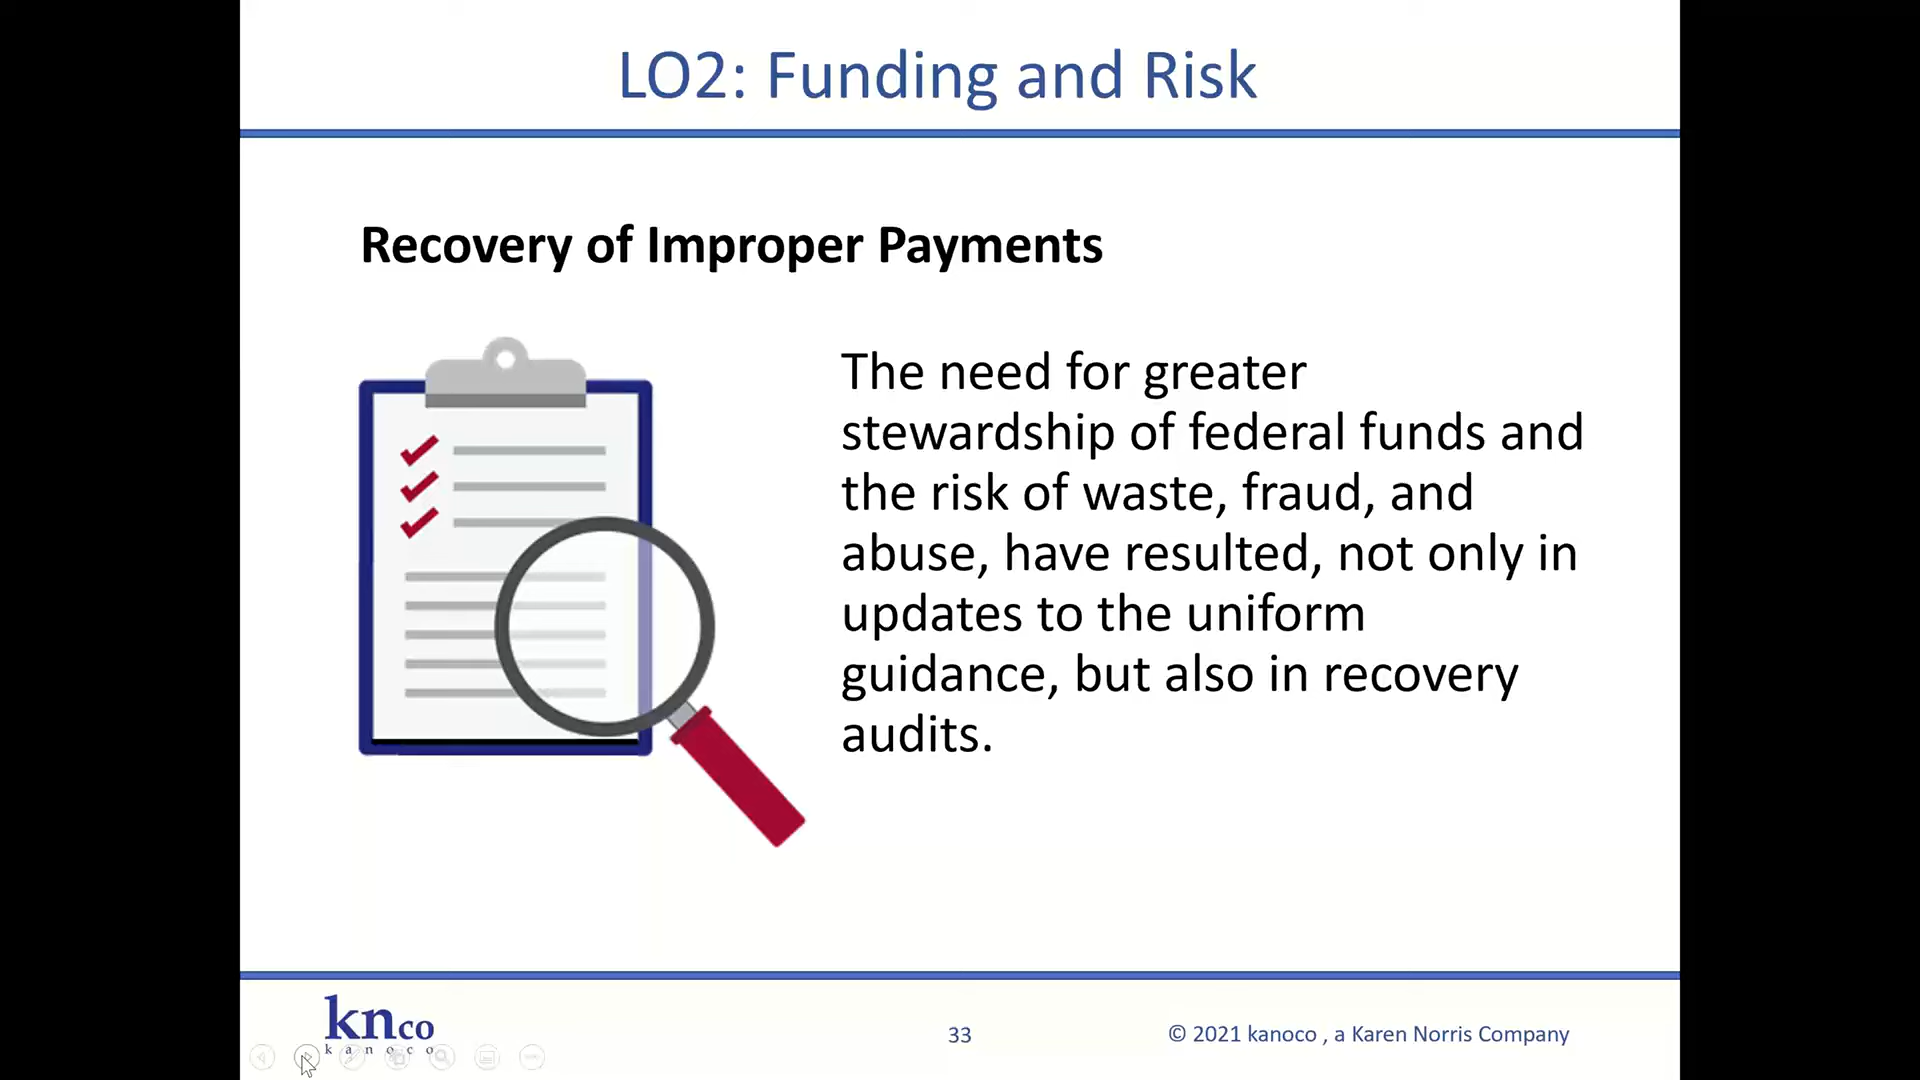 LO2: Funding and Risk
Recovery of Improper Payments
The need for greater
stewardship of federal funds and
the risk of waste, fraud, and
abuse, have resulted, not only in
updates to the uniform
guidance, but also in recovery
audits.
knco
kanoco
33
© 2021 kanoco , a Karen Norris Company